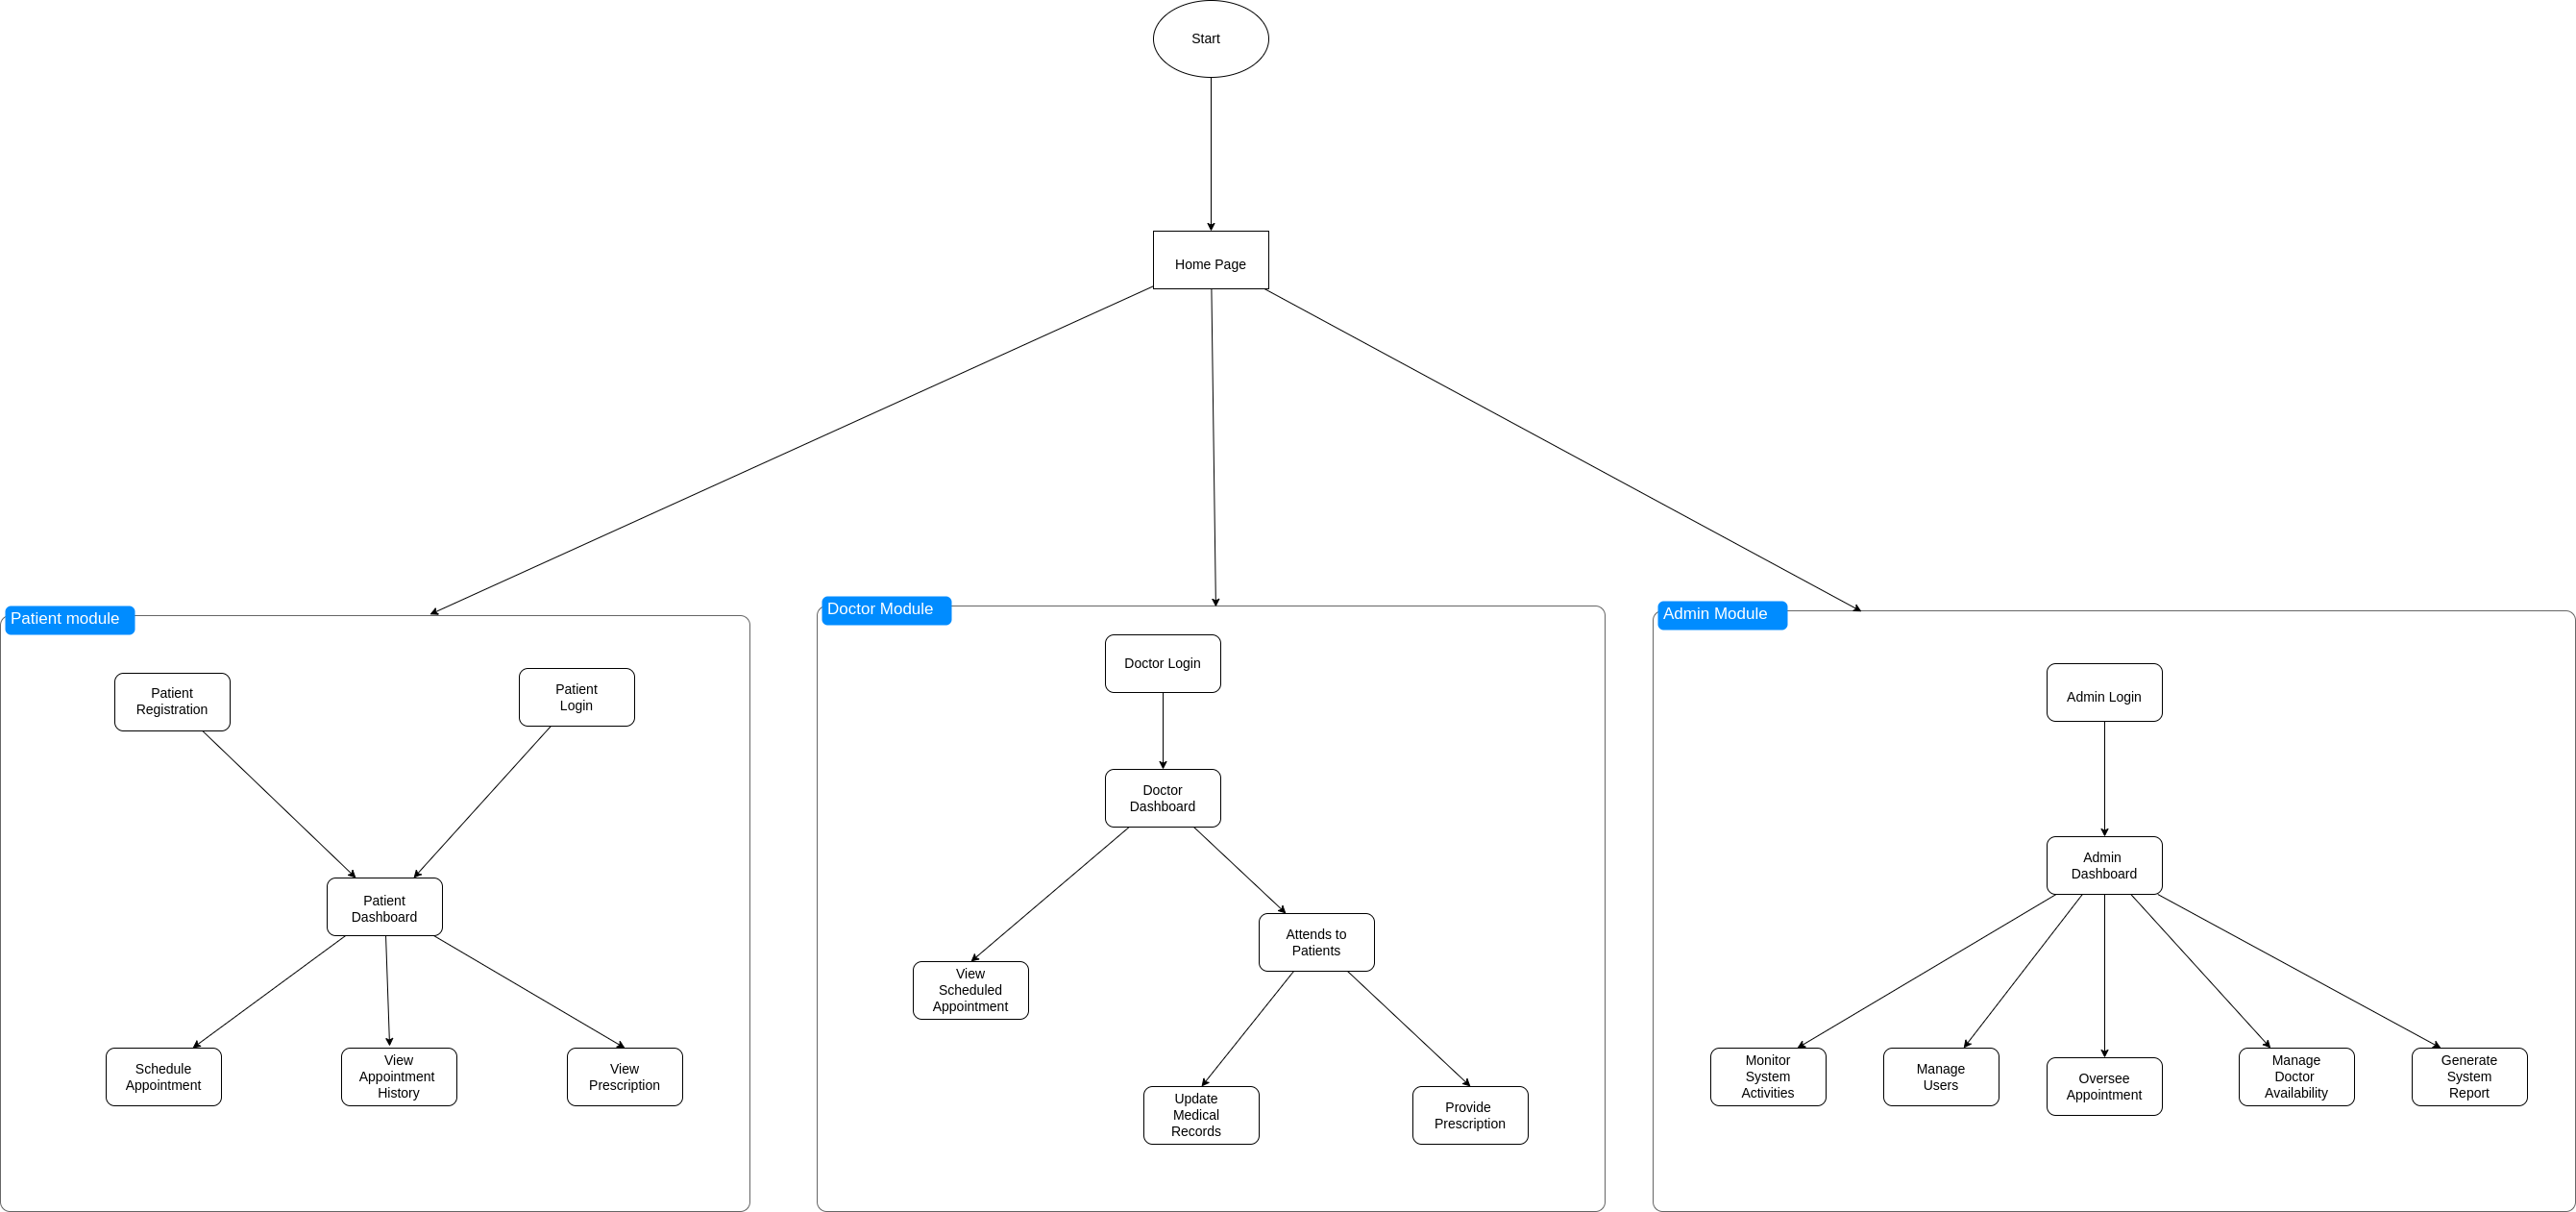 Start
Home Page
Patient module
Patient
Registration
Patient
Login
Patient
Dashboard
Schedule
Appointment
View
Appointment
History
View
Prescription
Doctor Module
Doctor Login
Doctor
Dashboard
View
Scheduled
Appointment
Attends to
Patients
Update
Medical
Records
Provide
Prescription
Admin Module
Admin Login
Admin
Dashboard
Monitor
System
Activities
Manage
Users
Oversee
Appointment
Manage
Doctor
Availability
Generate
System
Report